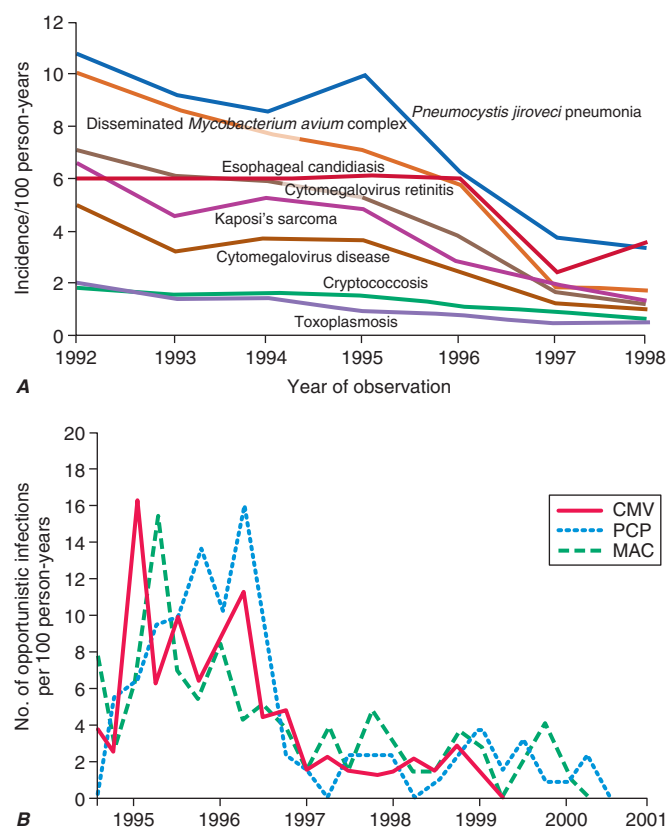 12
10
8
6
4
2
0
Incidence/100 person-years
Pneumocystis jiroveci pneumonia
Disseminated Mycobacterium avium complex
Esophageal candidiasis
Cytomegalovirus retinitis
Kaposi's sarcoma
Cytomegalovirus disease
Cryptococcosis
Toxoplasmosis
1992 1993 1994 1995 1996 1997 1998
A
Year of observation
20
18
16
14
12
10
8
6
4
2
0
No. of opportunistic infections
per 100 person-years
CMV
PCP
MAC
1995 1996 1997 1998 1999 2000 2001
B